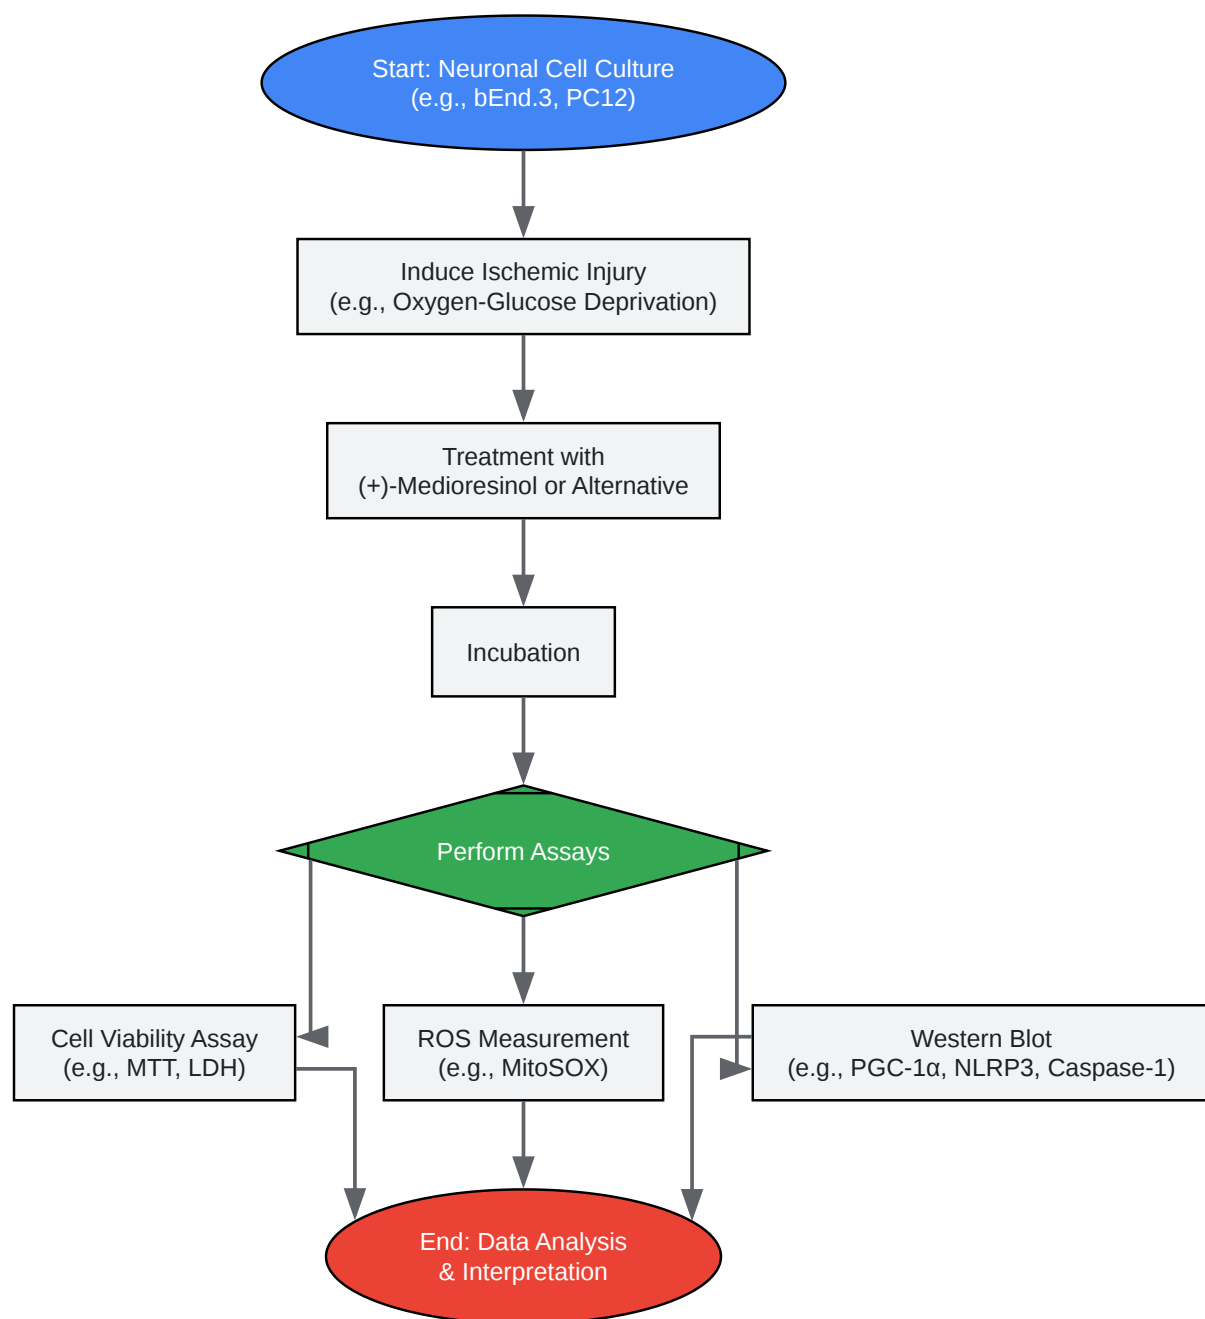 Start: Neuronal Cell Culture
(e.g., bEnd.3, PC12)
Induce Ischemic Injury
(e.g., Oxygen-Glucose Deprivation)
Treatment with
(+)-Medioresinol or Alternative
Incubation
Perform Assays
Cell Viability Assay
(e.g., MTT, LDH)
ROS Measurement
(e.g., MitoSOX)
Western Blot
(e.g., PGC-1α, NLRP3, Caspase-1)
End: Data Analysis
& Interpretation